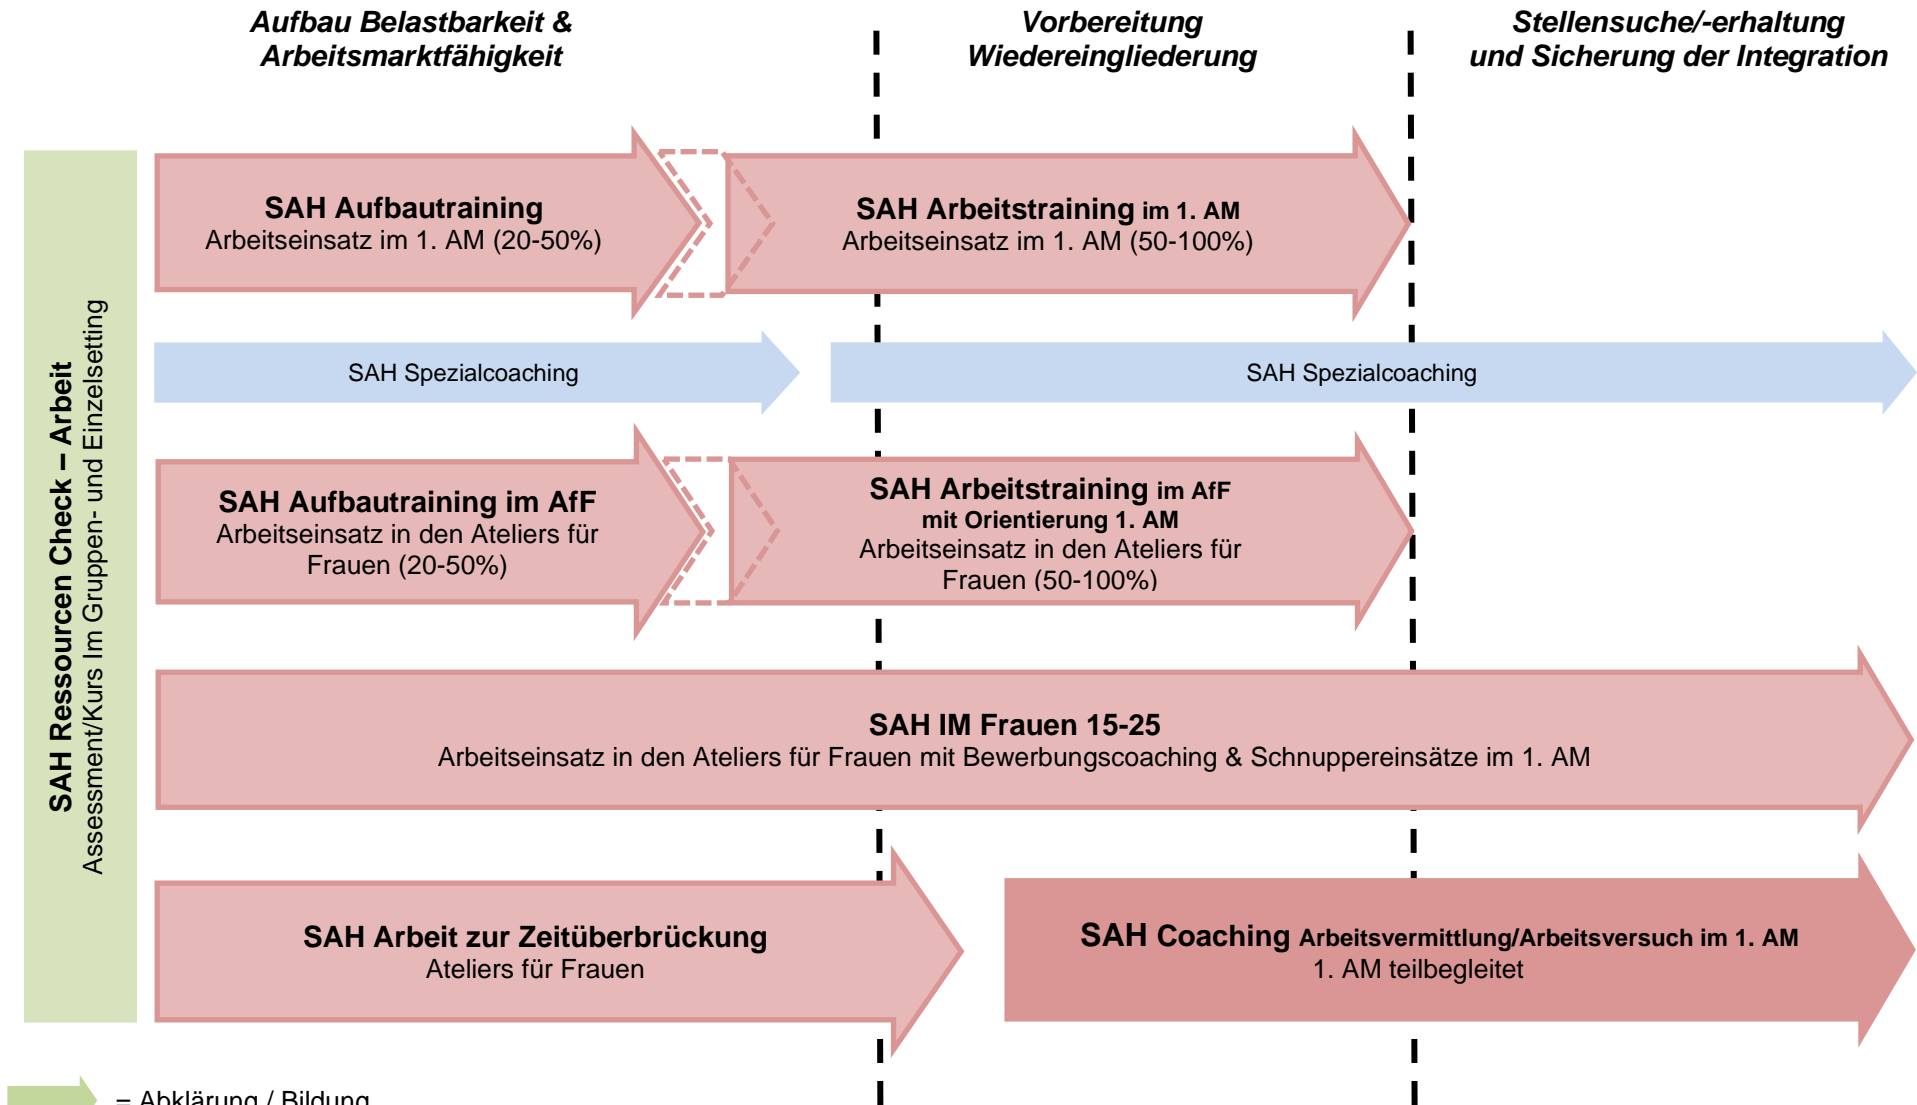 Aufbau Belastbarkeit &
Arbeitsmarktfähigkeit
Vorbereitung
Wiedereingliederung
Stellensuche/-erhaltung
und Sicherung der Integration
SAH Ressourcen Check – Arbeit
Assessment/Kurs Im Gruppen- und Einzelsetting
SAH Aufbautraining
Arbeitseinsatz im 1. AM (20-50%)
SAH Arbeitstraining im 1. AM
Arbeitseinsatz im 1. AM (50-100%)
SAH Spezialcoaching
SAH Spezialcoaching
SAH Aufbautraining im AfF
Arbeitseinsatz in den Ateliers für
Frauen (20-50%)
SAH Arbeitstraining im AfF
mit Orientierung 1. AM
Arbeitseinsatz in den Ateliers für
Frauen (50-100%)
SAH IM Frauen 15-25
Arbeitseinsatz in den Ateliers für Frauen mit Bewerbungscoaching & Schnuppereinsätze im 1. AM
SAH Arbeit zur Zeitüberbrückung
Ateliers für Frauen
SAH Coaching Arbeitsvermittlung/Arbeitsversuch im 1. AM
1. AM teilbegleitet
= Abklärung / Bildung